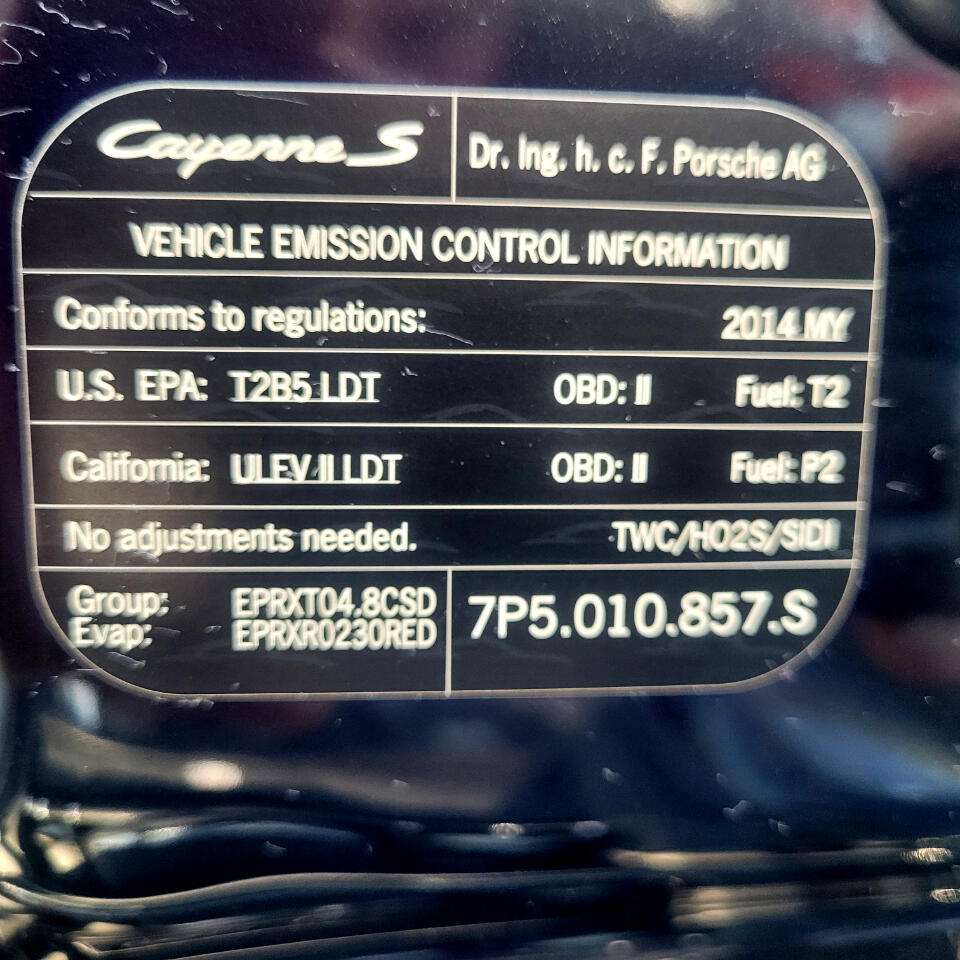 Cayenne S
Dr. Ing. h. c. F. Porsche AG
VEHICLE EMISSION CONTROL INFORMATION
Conforms to regulations: 2014 MY
U.S. EPA: T2B5 LDT OBD: II Fuel: T2
California: ULEV II LDT OBD: II Fuel: P2
No adjustments needed. TWC/HO2S/SIDI
Group: EPRXT04.8CSD
Evap: EPRXR0230RED
7P5.010.857.S